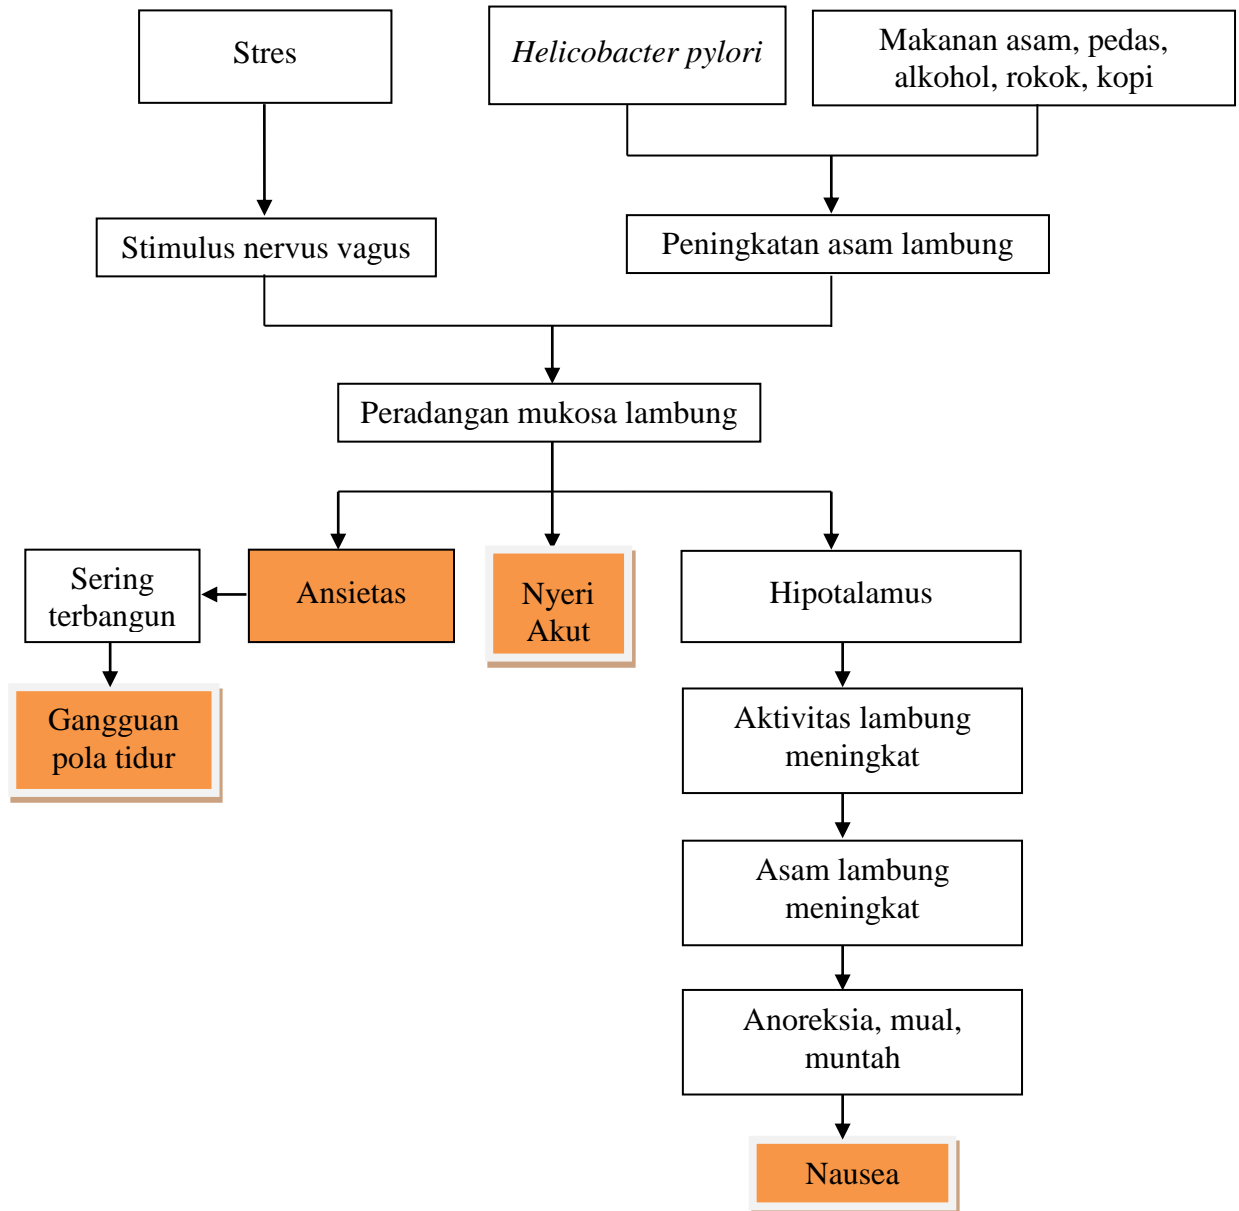 Stres
Helicobacter pylori
Makanan asam, pedas,
alkohol, rokok, kopi
Stimulus nervus vagus
Peningkatan asam lambung
Peradangan mukosa lambung
Sering
terbangun
Ansietas
Nyeri
Akut
Hipotalamus
Gangguan
pola tidur
Aktivitas lambung
meningkat
Asam lambung
meningkat
Anoreksia, mual,
muntah
Nausea